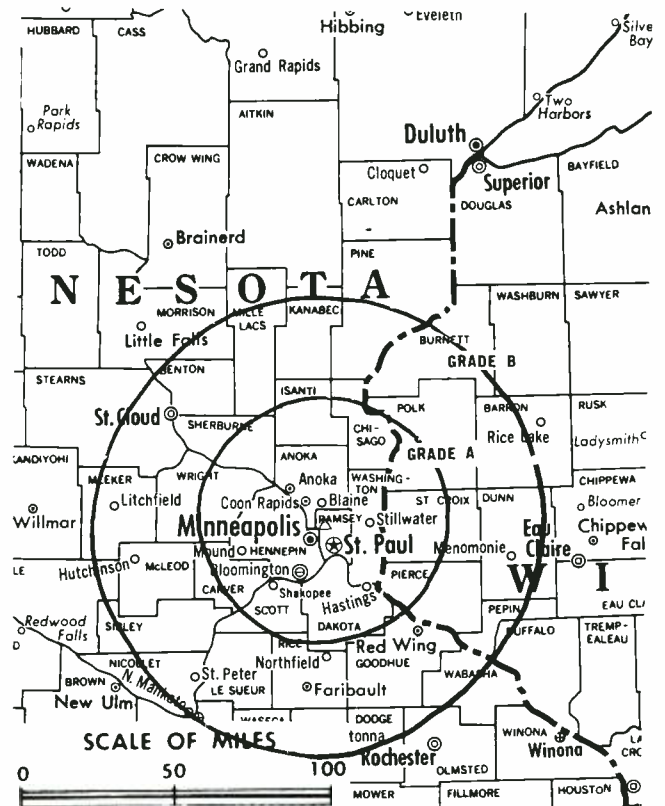 Hibbing
Eveleth
HUBBARD
CASS
Silve
Bay
Grand Rapids
Park
Rapids
Two
Harbors
AITKIN
Duluth
WADENA
CROW WING
Cloquet
Superior
BAYFIELD
CARLTON
DOUGLAS
Ashlan
Brainerd
TODD
PINE
NESOTA
WASHBURN
SAWYER
MORRISON
MILLE
LACS
KANABEC
Little Falls
BURNETT
GRADE B
BENTON
STEARNS
ISANTI
St. Cloud
SHERBURNE
POLK
BARRON
RUSK
CHI-
SAGO
Rice Lake
Ladysmith
GRADE A
KANDIYOHI
ANOKA
MEEKER
WRIGHT
WASHING-
TON
CHIPPEWA
Anoka
ST CROIX
DUNN
Litchfield
Coon Rapids
Blaine
Bloomer
Willmar
Minneapolis
RAMSEY
Stillwater
Eau
Claire
Chippew
Fal
St. Paul
Mound
HENNEPIN
Menomonie
Hutchinson
McLEOD
Bloomington
LE
W I
CARVER
Shakopee
PIERCE
SCOTT
Hastings
PEPIN
EAU CLA
Redwood
Falls
SIBLEY
DAKOTA
BUFFALO
TREMP-
EALEAU
RICE
Red Wing
NICOLLET
Northfield
GOODHUE
St. Peter
WABASHA
BROWN
N. Mankato
LE SUEUR
New Ulm
Faribault
WASECA
DODGE
SCALE OF MILES
tonna
WINONA
Winona
LA
CRO
Rochester
OLMSTED
0 50 100
MOWER
FILLMORE
HOUSTON